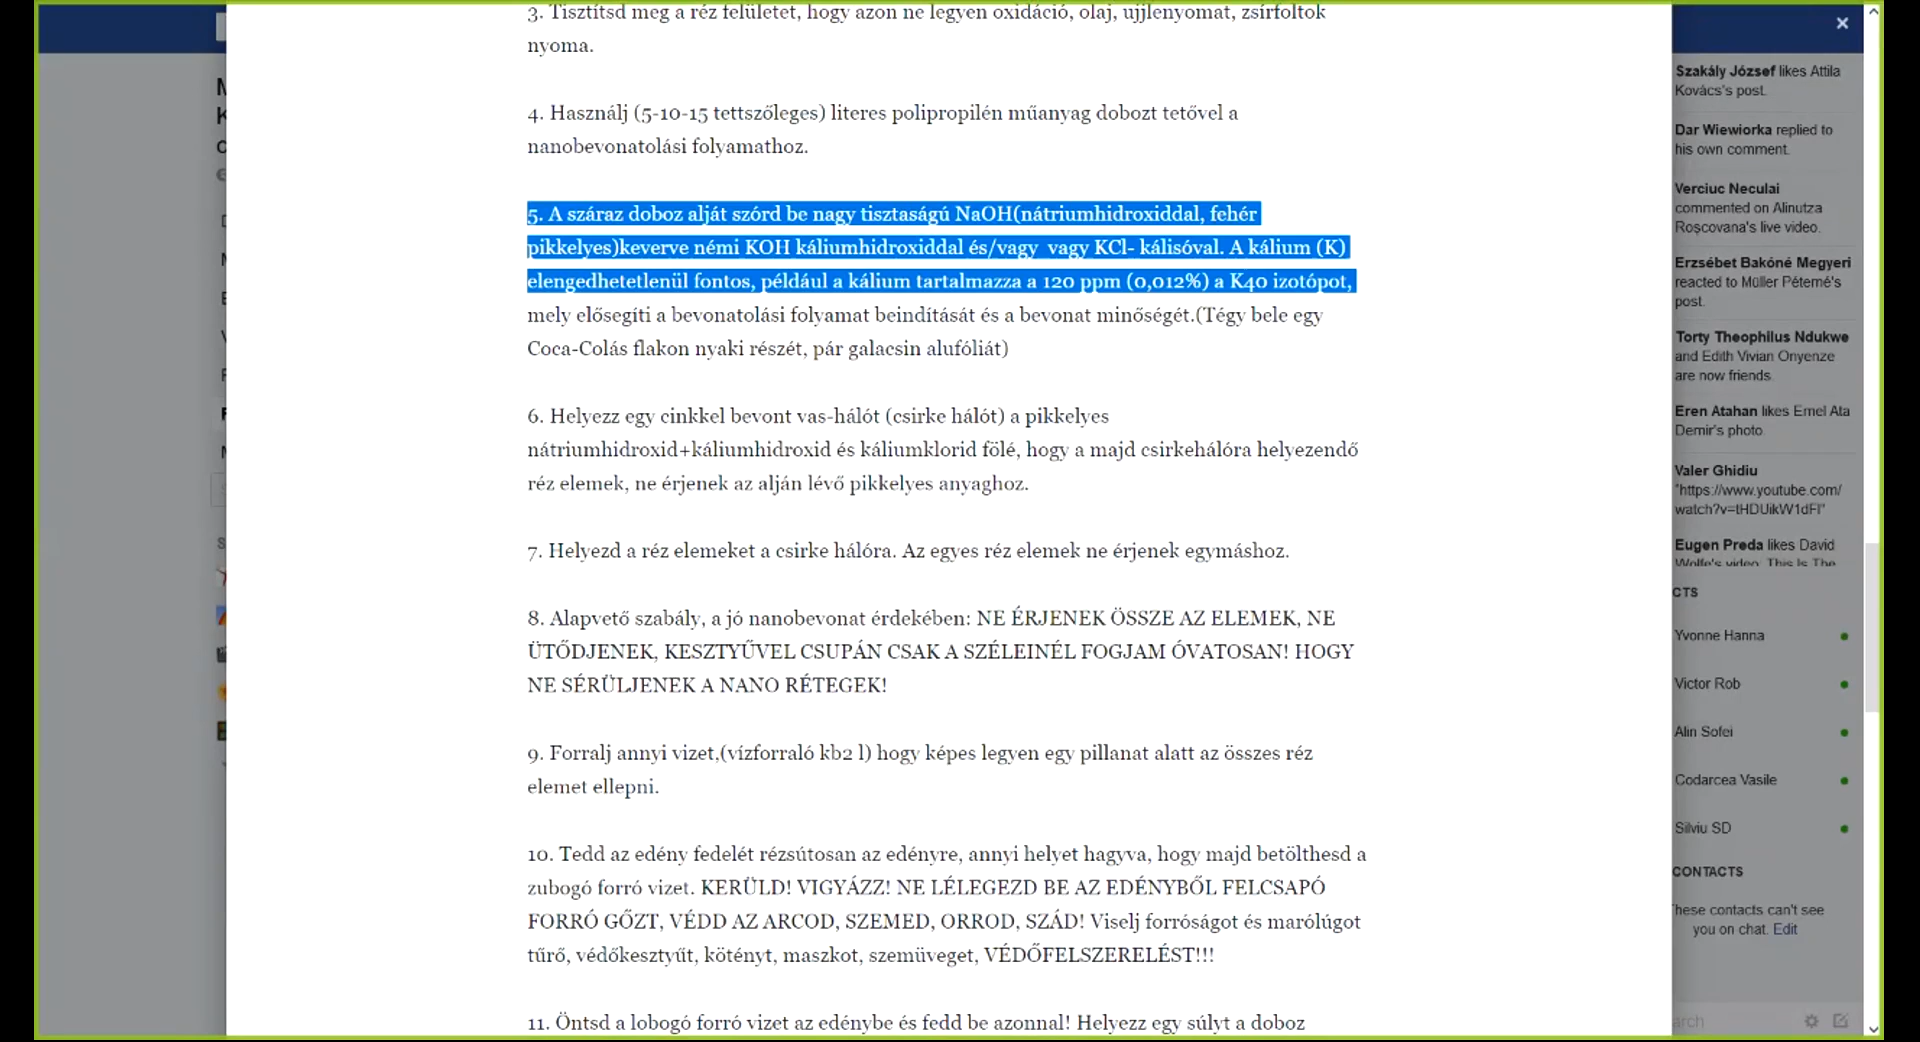 3. Tisztítsd meg a réz felületet, hogy azon ne legyen oxidáció, olaj, ujjlenyomat, zsírfoltok
nyoma.
4. Használj (5-10-15 tettszőleges) literes polipropilén műanyag dobozt tetővel a
nanobevonatolási folyamathoz.
5. A száraz doboz alját szórd be nagy tisztaságú NaOH(nátriumhidroxiddal, fehér
pikkelyes)keverve némi KOH káliumhidroxiddal és/vagy  vagy KCl- kálisóval. A kálium (K)
elengedhetetlenül fontos, például a kálium tartalmazza a 120 ppm (0,012%) a K40 izotópot,
mely elősegíti a bevonatolási folyamat beindítását és a bevonat minőségét.(Tégy bele egy
Coca-Colás flakon nyaki részét, pár galacsin alufóliát)
6. Helyezz egy cinkkel bevont vas-hálót (csirke hálót) a pikkelyes
nátriumhidroxid+káliumhidroxid és káliumklorid fölé, hogy a majd csirkehálóra helyezendő
réz elemek, ne érjenek az alján lévő pikkelyes anyaghoz.
7. Helyezd a réz elemeket a csirke hálóra. Az egyes réz elemek ne érjenek egymáshoz.
8. Alapvető szabály, a jó nanobevonat érdekében: NE ÉRJENEK ÖSSZE AZ ELEMEK, NE
ÜTŐDJENEK, KESZTYŰVEL CSUPÁN CSAK A SZÉLEINÉL FOGJAM ÓVATOSAN! HOGY
NE SÉRÜLJENEK A NANO RÉTEGEK!
9. Forralj annyi vizet,(vízforraló kb2 l) hogy képes legyen egy pillanat alatt az összes réz
elemet ellepni.
10. Tedd az edény fedelét rézsútosan az edényre, annyi helyet hagyva, hogy majd betölthesd a
zubogó forró vizet. KERÜLD! VIGYÁZZ! NE LÉLEGEZD BE AZ EDÉNYBŐL FELCSAPÓ
FORRÓ GŐZT, VÉDD AZ ARCOD, SZEMED, ORROD, SZÁD! Viselj forróságot és marólúgot
tűrő, védőkesztyűt, kötényt, maszkot, szemüveget, VÉDŐFELSZERELÉST!!!
11. Öntsd a lobogó forró vizet az edénybe és fedd be azonnal! Helyezz egy súlyt a doboz
Szakály József likes Attila
Kovács's post.
Dar Wiewiorka replied to
his own comment.
Verciuc Neculai
commented on Alinutza
Roșcovana's live video.
Erzsébet Bakóné Megyeri
reacted to Müller Péterné's
post.
Torty Theophilus Ndukwe
and Edith Vivian Onyenze
are now friends.
Eren Atahan likes Emel Ata
Demir's photo.
Valer Ghidiu
"https://www.youtube.com/
watch?v=tHDUikW1dFI"
Eugen Preda likes David
Wolfe's video: This Is The
CTS
Yvonne Hanna
Victor Rob
Alin Sofei
Codarcea Vasile
Silviu SD
CONTACTS
These contacts can't see
you on chat. Edit
arch